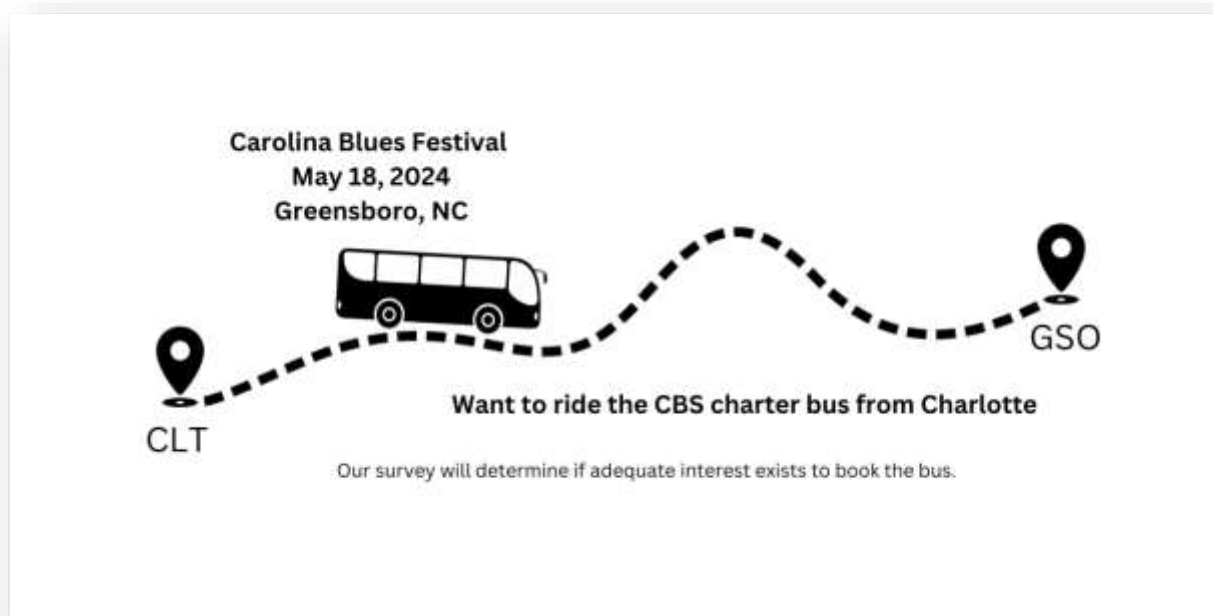 Carolina Blues Festival
May 18, 2024
Greensboro, NC
GSO
Want to ride the CBS charter bus from Charlotte
CLT
Our survey will determine if adequate interest exists to book the bus.